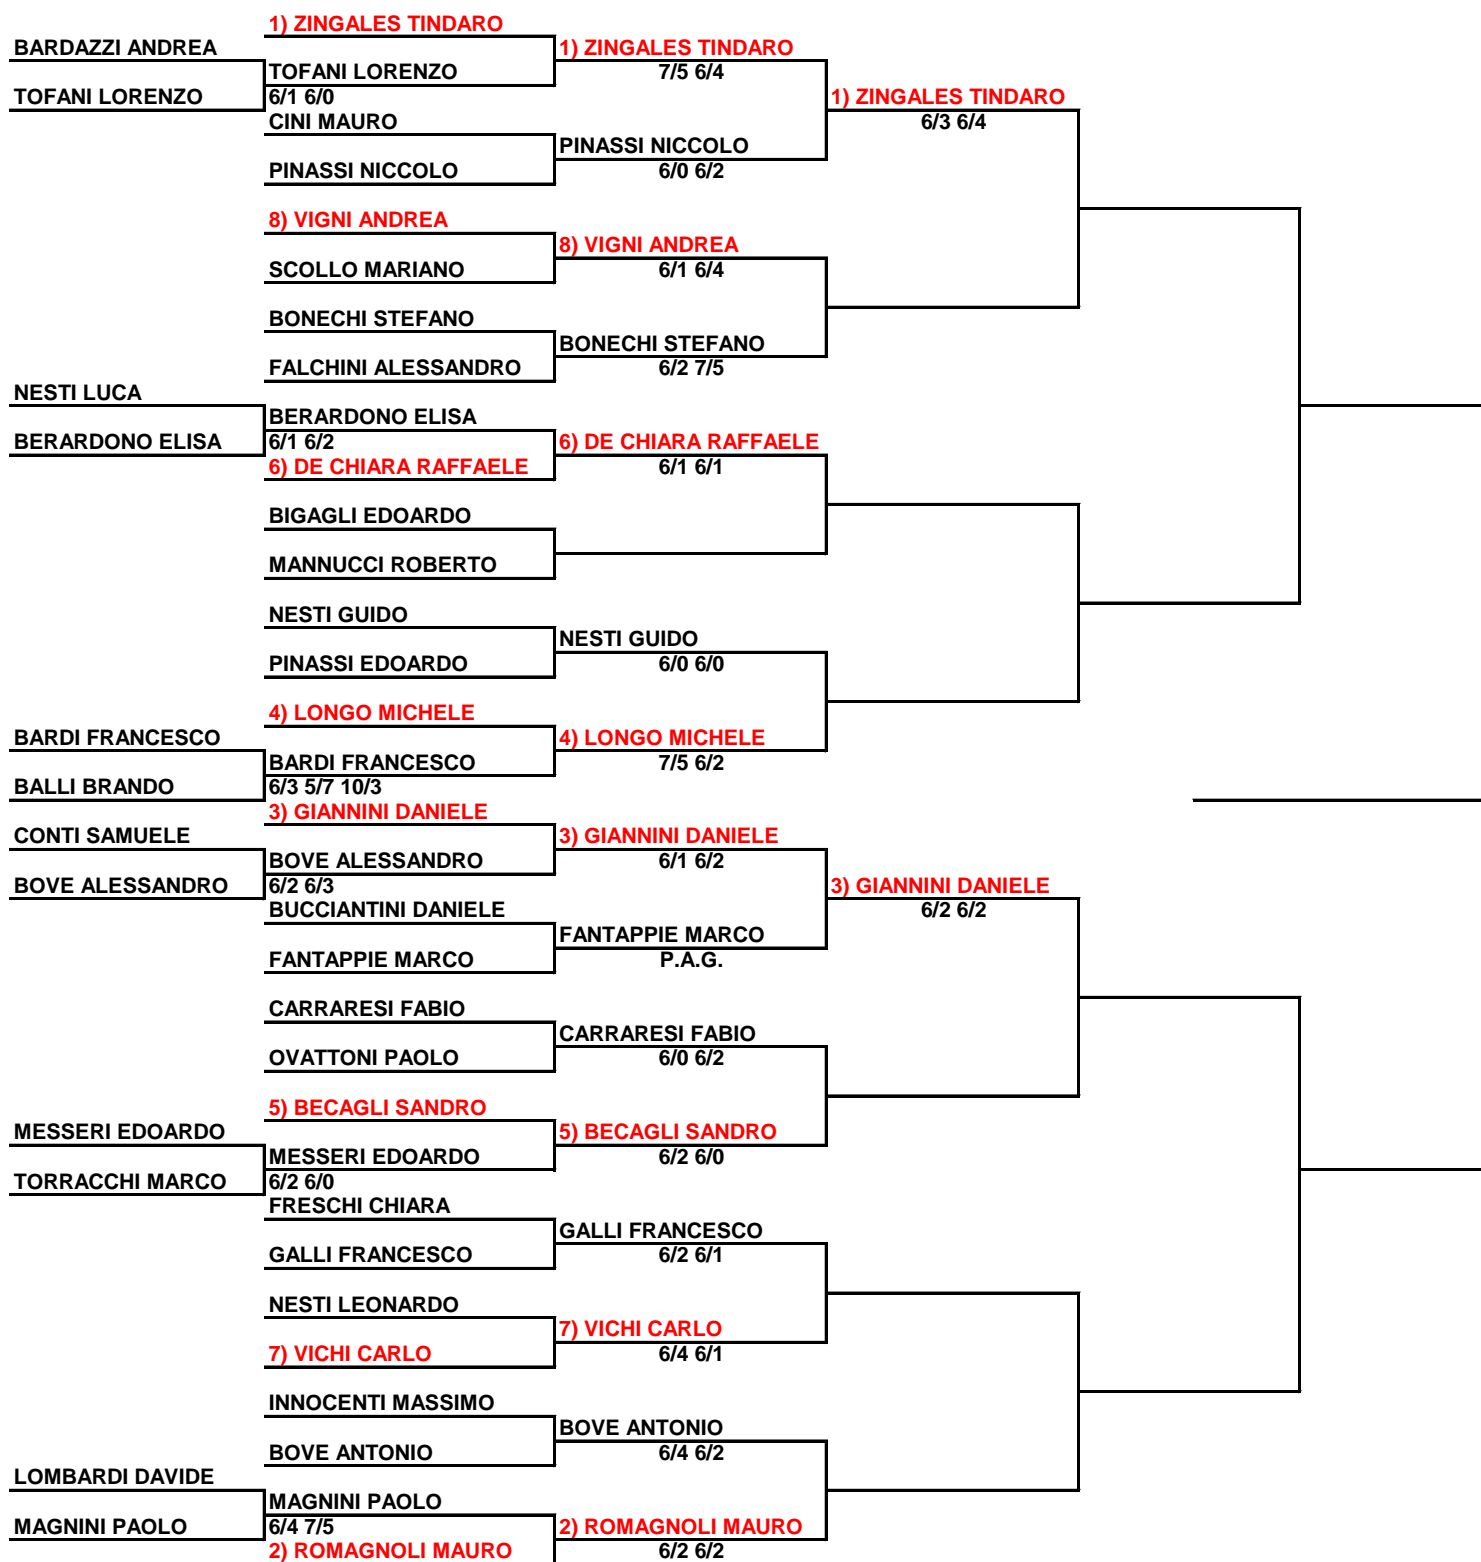 1) ZINGALES TINDARO
BARDAZZI ANDREA
1) ZINGALES TINDARO
TOFANI LORENZO
7/5 6/4
TOFANI LORENZO
6/1 6/0
1) ZINGALES TINDARO
CINI MAURO
6/3 6/4
PINASSI NICCOLO
PINASSI NICCOLO
6/0 6/2
8) VIGNI ANDREA
8) VIGNI ANDREA
SCOLLO MARIANO
6/1 6/4
BONECHI STEFANO
BONECHI STEFANO
FALCHINI ALESSANDRO
6/2 7/5
NESTI LUCA
BERARDONO ELISA
BERARDONO ELISA
6/1 6/2
6) DE CHIARA RAFFAELE
6) DE CHIARA RAFFAELE
6/1 6/1
BIGAGLI EDOARDO
MANNUCCI ROBERTO
NESTI GUIDO
NESTI GUIDO
PINASSI EDOARDO
6/0 6/0
4) LONGO MICHELE
BARDI FRANCESCO
4) LONGO MICHELE
BARDI FRANCESCO
7/5 6/2
BALLI BRANDO
6/3 5/7 10/3
3) GIANNINI DANIELE
CONTI SAMUELE
3) GIANNINI DANIELE
BOVE ALESSANDRO
6/1 6/2
BOVE ALESSANDRO
6/2 6/3
3) GIANNINI DANIELE
BUCCIANTINI DANIELE
6/2 6/2
FANTAPPIE MARCO
FANTAPPIE MARCO
P.A.G.
CARRARESI FABIO
CARRARESI FABIO
OVATTONI PAOLO
6/0 6/2
5) BECAGLI SANDRO
MESSERI EDOARDO
5) BECAGLI SANDRO
MESSERI EDOARDO
6/2 6/0
TORRACCHI MARCO
6/2 6/0
FRESCHI CHIARA
GALLI FRANCESCO
GALLI FRANCESCO
6/2 6/1
NESTI LEONARDO
7) VICHI CARLO
7) VICHI CARLO
6/4 6/1
INNOCENTI MASSIMO
BOVE ANTONIO
BOVE ANTONIO
6/4 6/2
LOMBARDI DAVIDE
MAGNINI PAOLO
MAGNINI PAOLO
6/4 7/5
2) ROMAGNOLI MAURO
2) ROMAGNOLI MAURO
6/2 6/2